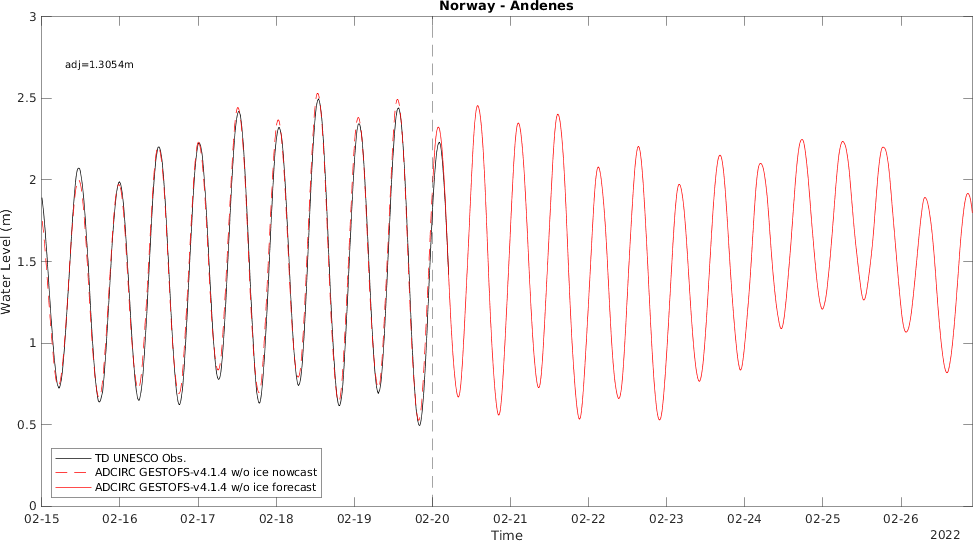 Norway - Andenes
adj=1.3054m
3
2.5
2
1.5
1
0.5
0
Water Level (m)
TD UNESCO Obs.
ADCIRC GESTOFS-v4.1.4 w/o ice nowcast
ADCIRC GESTOFS-v4.1.4 w/o ice forecast
02-15 02-16 02-17 02-18 02-19 02-20 02-21 02-22 02-23 02-24 02-25 02-26
Time
2022